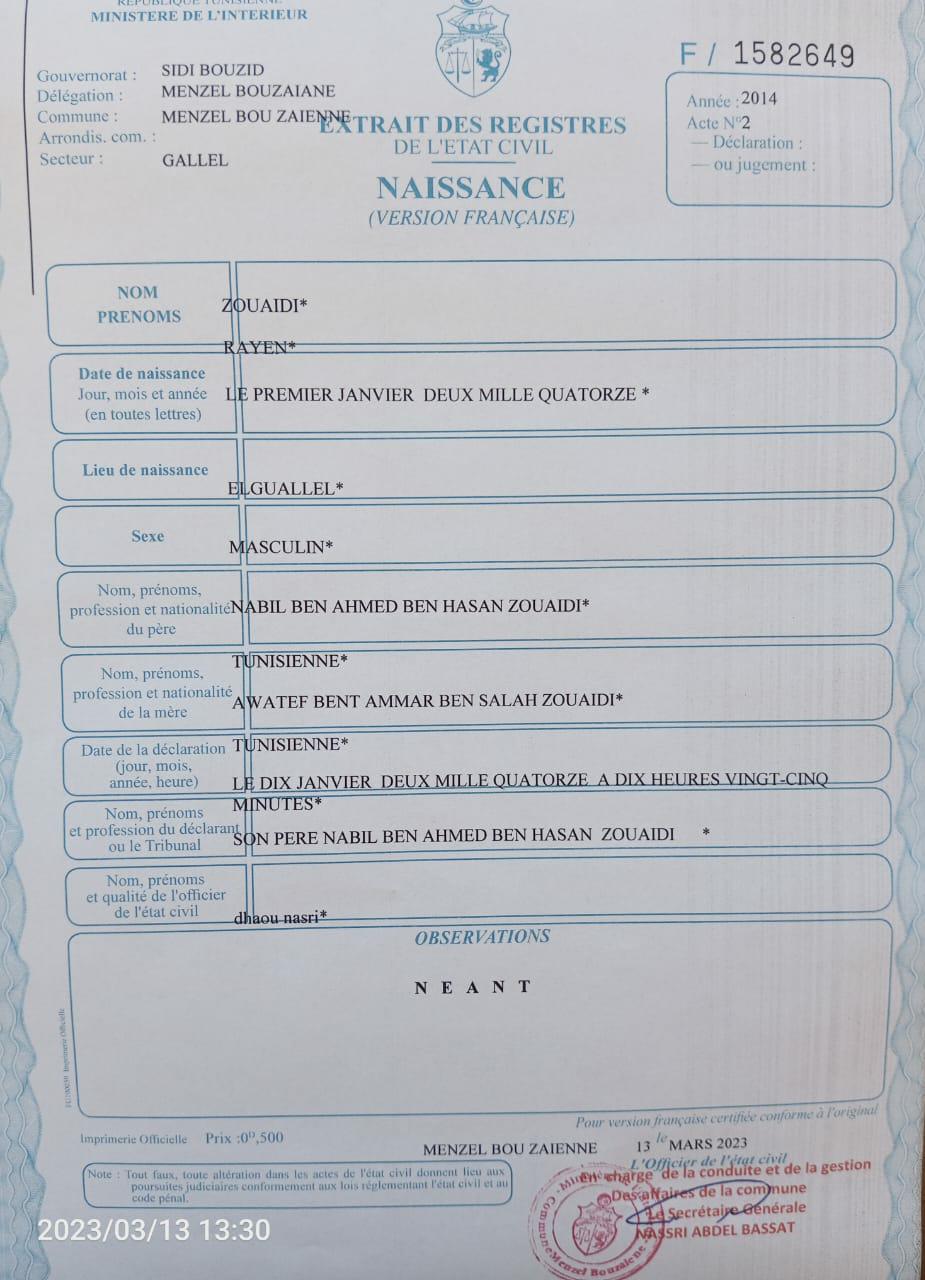 REPUBLIQUE TUNISIENNE
MINISTERE DE L'INTERIEUR
F / 1582649
Gouvernorat : SIDI BOUZID
Délégation : MENZEL BOUZAIANE
Commune : MENZEL BOU ZAIENNE
Arrondis. com. :
Secteur : GALLEL
EXTRAIT DES REGISTRES
DE L'ETAT CIVIL
NAISSANCE
(VERSION FRANÇAISE)
Année : 2014
Acte N° 2
— Déclaration :
— ou jugement :
NOM
PRENOMS
ZOUAIDI*
RAYEN*
Date de naissance
Jour, mois et année
(en toutes lettres)
LE PREMIER JANVIER DEUX MILLE QUATORZE *
Lieu de naissance
ELGUALLEL*
Sexe
MASCULIN*
Nom, prénoms,
profession et nationalité
du père
NABIL BEN AHMED BEN HASAN ZOUAIDI*
TUNISIENNE*
Nom, prénoms,
profession et nationalité
de la mère
AWATEF BENT AMMAR BEN SALAH ZOUAIDI*
TUNISIENNE*
Date de la déclaration
(jour, mois,
année, heure)
LE DIX JANVIER DEUX MILLE QUATORZE A DIX HEURES VINGT-CINQ
MINUTES*
Nom, prénoms
et profession du déclarant
ou le Tribunal
SON PERE NABIL BEN AHMED BEN HASAN ZOUAIDI *
Nom, prénoms
et qualité de l'officier
de l'état civil
dhaou nasri*
OBSERVATIONS
N E A N T
Imprimerie Officielle
Pour version française certifiée conforme à l'original
Imprimerie Officielle Prix :0ᴰ,500
MENZEL BOU ZAIENNE le 13 MARS 2023
L'Officier de l'état civil
Note : Tout faux, toute altération dans les actes de l'état civil donnent lieu aux
poursuites judiciaires conformement aux lois réglementant l'état civil et au
code pénal.
En charge de la conduite et de la gestion
Des affaires de la commune
Le Secrétaire Générale
NASSRI ABDEL BASSAT
Commune Menzel Bouzaiene
2023/03/13 13:30